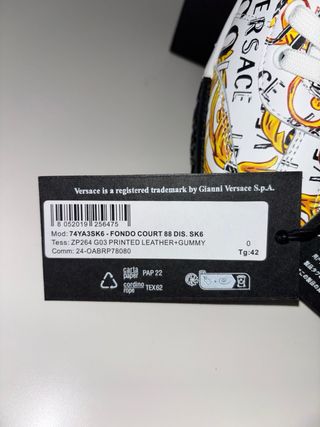 VERSACE
Versace is a registered trademark by Gianni Versace S.p.A.
8 052019 256475
Mod: 74YA3SK6 - FONDO COURT 88 DIS. SK6
Tess: ZP264 G03 PRINTED LEATHER+GUMMY 0
Comm: 24-OABRP78080 Tg:42
carta
paper PAP 22
cordino
rope TEX62